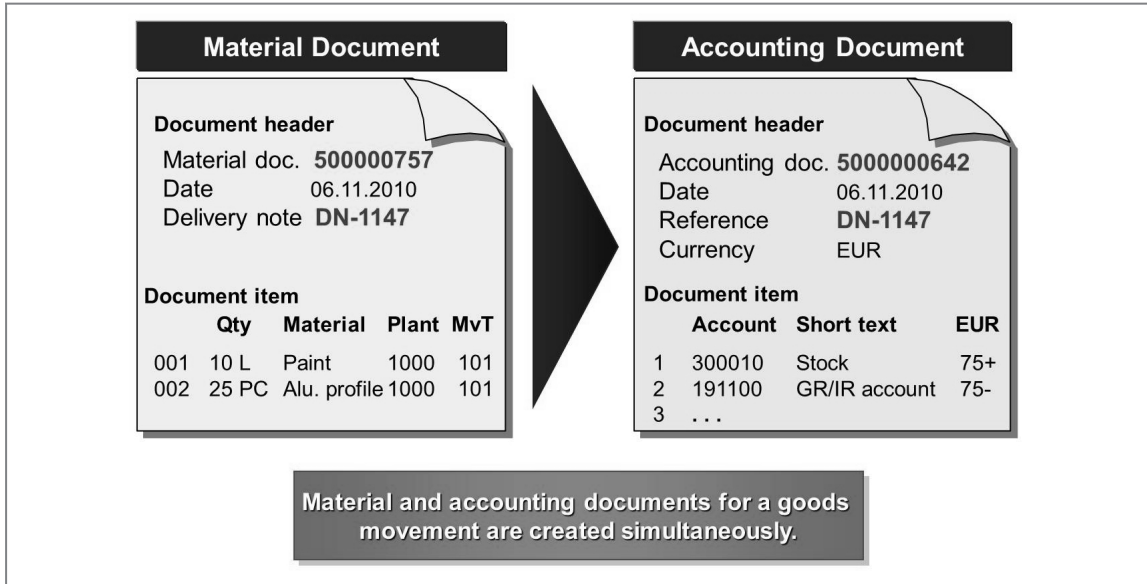 Material Document
Document header
Material doc. 500000757
Date 06.11.2010
Delivery note DN-1147
Document item
Qty Material Plant MvT
001 10 L Paint 1000 101
002 25 PC Alu. profile 1000 101
Accounting Document
Document header
Accounting doc. 5000000642
Date 06.11.2010
Reference DN-1147
Currency EUR
Document item
Account Short text EUR
1 300010 Stock 75+
2 191100 GR/IR account 75-
3 . . .
Material and accounting documents for a goods
movement are created simultaneously.